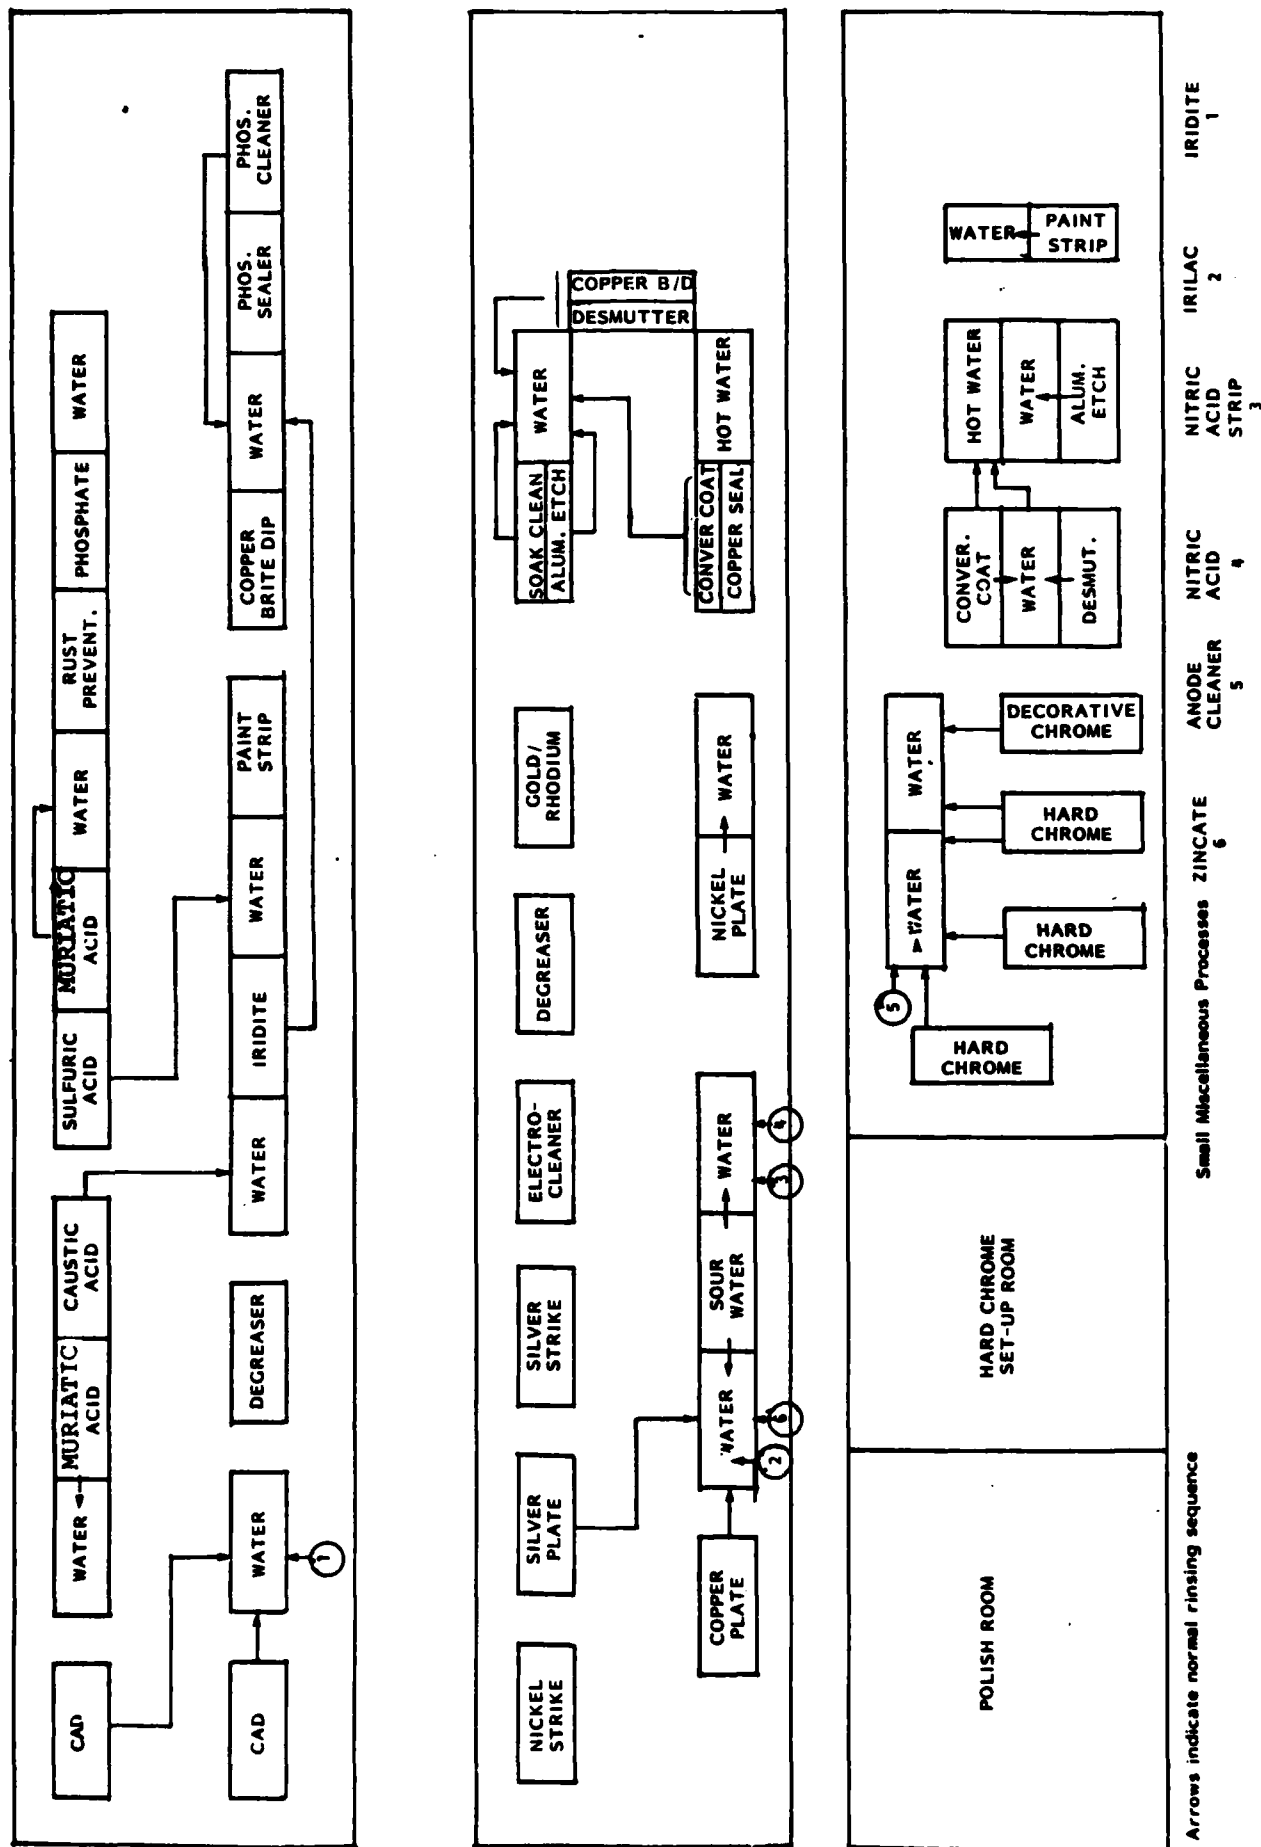 CAD
WATER
MURIATIC
ACID
CAUSTIC
ACID
SULFURIC
ACID
MURIATIC
ACID
WATER
RUST
PREVENT.
PHOSPHATE
WATER
CAD
WATER
1
DEGREASER
WATER
IRIDITE
WATER
PAINT
STRIP
COPPER
BRITE DIP
WATER
PHOS.
SEALER
PHOS.
CLEANER
NICKEL
STRIKE
SILVER
PLATE
SILVER
STRIKE
ELECTRO-
CLEANER
DEGREASER
GOLD/
RHODIUM
SOAK CLEAN
ALUM. ETCH
WATER
DESMUTTER
COPPER B/D
COPPER
PLATE
WATER
SOUR
WATER
WATER
2
6
3
4
NICKEL
PLATE
WATER
CONVER COAT
COPPER SEAL.
HOT WATER
POLISH ROOM
HARD CHROME
SET-UP ROOM
HARD
CHROME
5
WATER
WATER
HARD
CHROME
HARD
CHROME
DECORATIVE
CHROME
CONVER.
COAT
WATER
DESMUT.
HOT WATER
WATER
ALUM.
ETCH
WATER
PAINT
STRIP
Arrows indicate normal rinsing sequence
Small Miscellaneous Processes
ZINCATE
6
ANODE
CLEANER
5
NITRIC
ACID
4
NITRIC
ACID
STRIP
3
IRILAC
2
IRIDITE
1